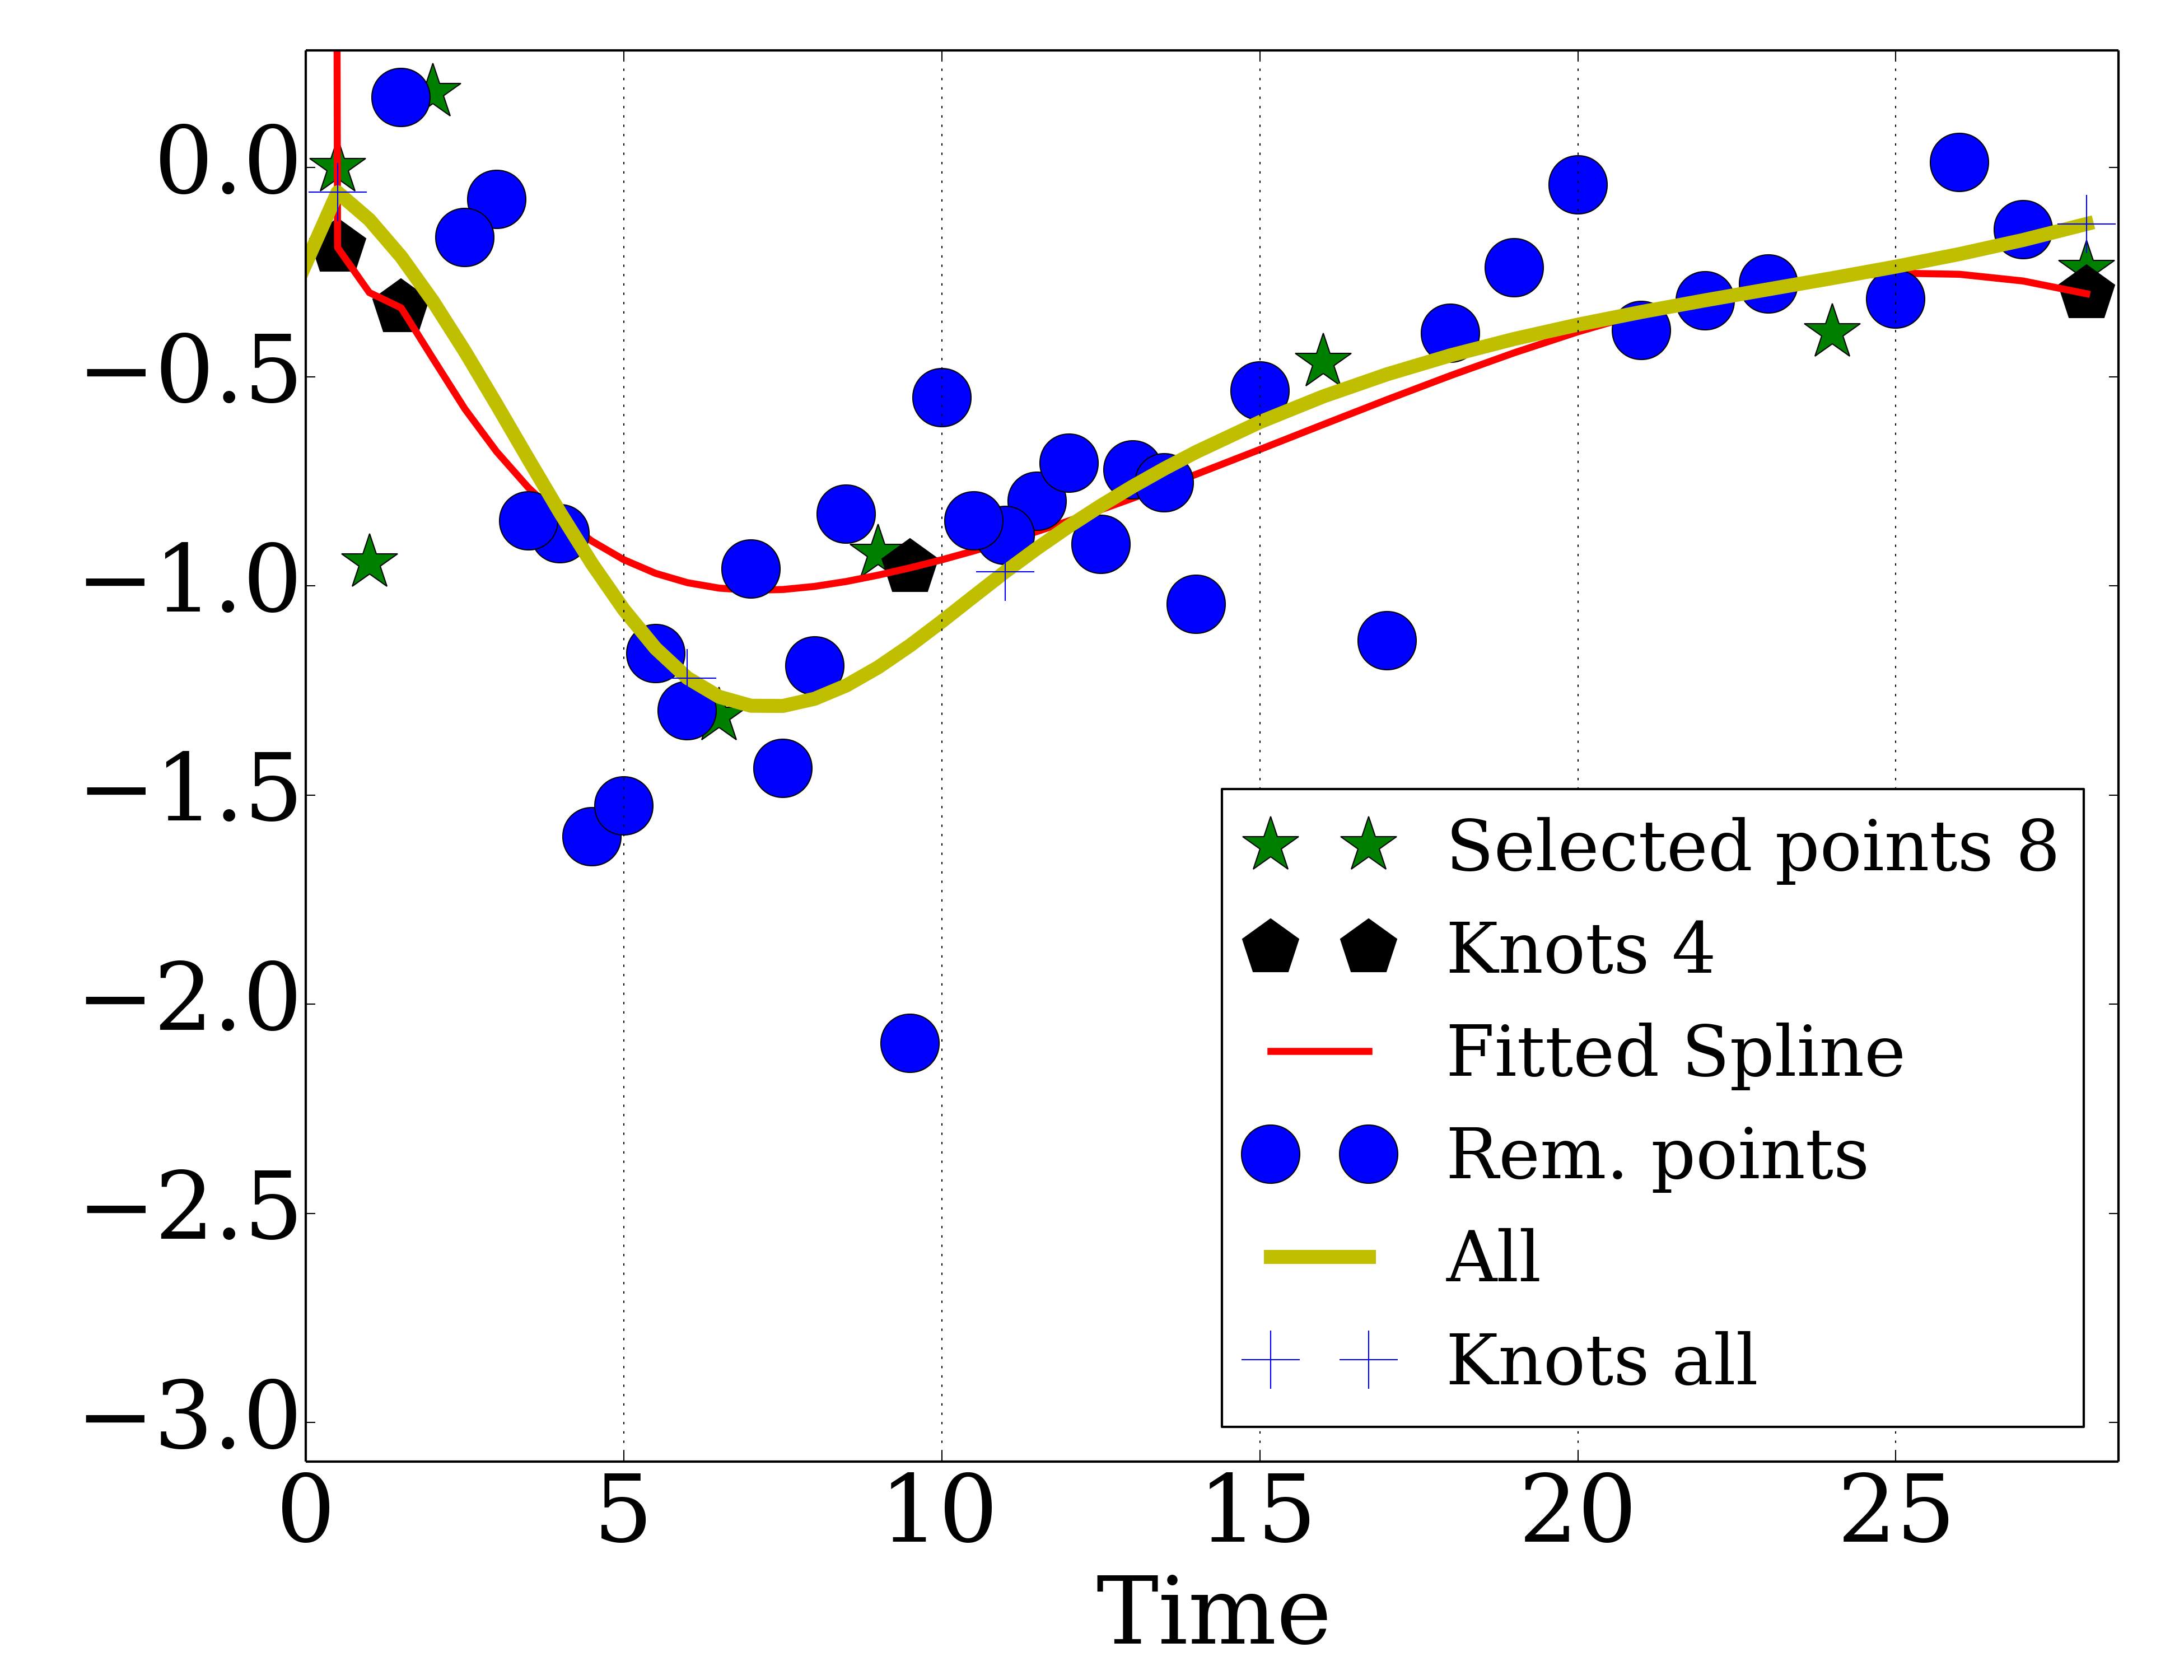 0.0
−0.5
−1.0
−1.5
−2.0
−2.5
−3.0
0 5 10 15 20 25
Time
Selected points 8
Knots 4
Fitted Spline
Rem. points
All
Knots all